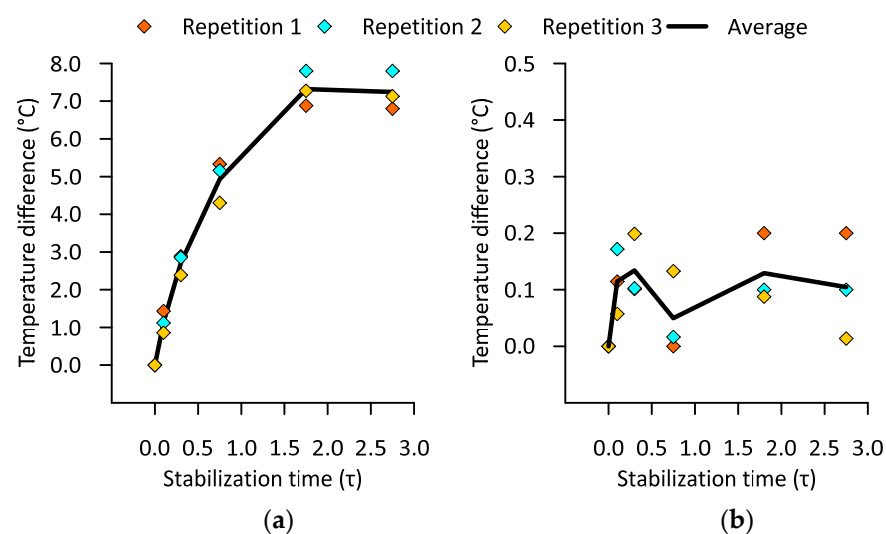 Repetition 1 Repetition 2 Repetition 3 Average
Temperature difference (°C)
8.0
7.0
6.0
5.0
4.0
3.0
2.0
1.0
0.0
0.0 0.5 1.0 1.5 2.0 2.5 3.0
Stabilization time (τ)
(a)
Temperature difference (°C)
0.5
0.4
0.3
0.2
0.1
0.0
0.0 0.5 1.0 1.5 2.0 2.5 3.0
Stabilization time (τ)
(b)